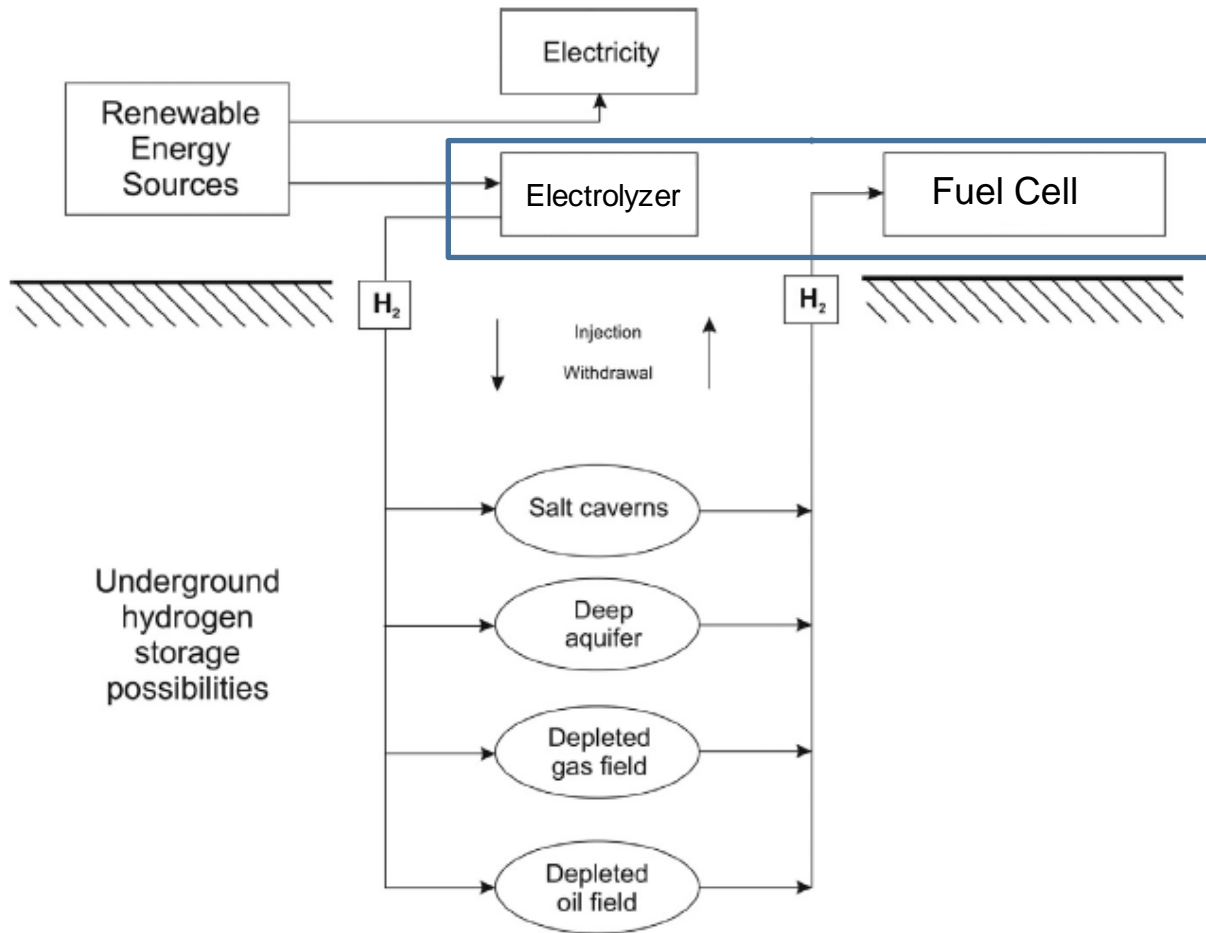 Electricity
Renewable
Energy
Sources
Electrolyzer
Fuel Cell
H₂
H₂
Injection
Withdrawal
Salt caverns
Underground
hydrogen
storage
possibilities
Deep
aquifer
Depleted
gas field
Depleted
oil field